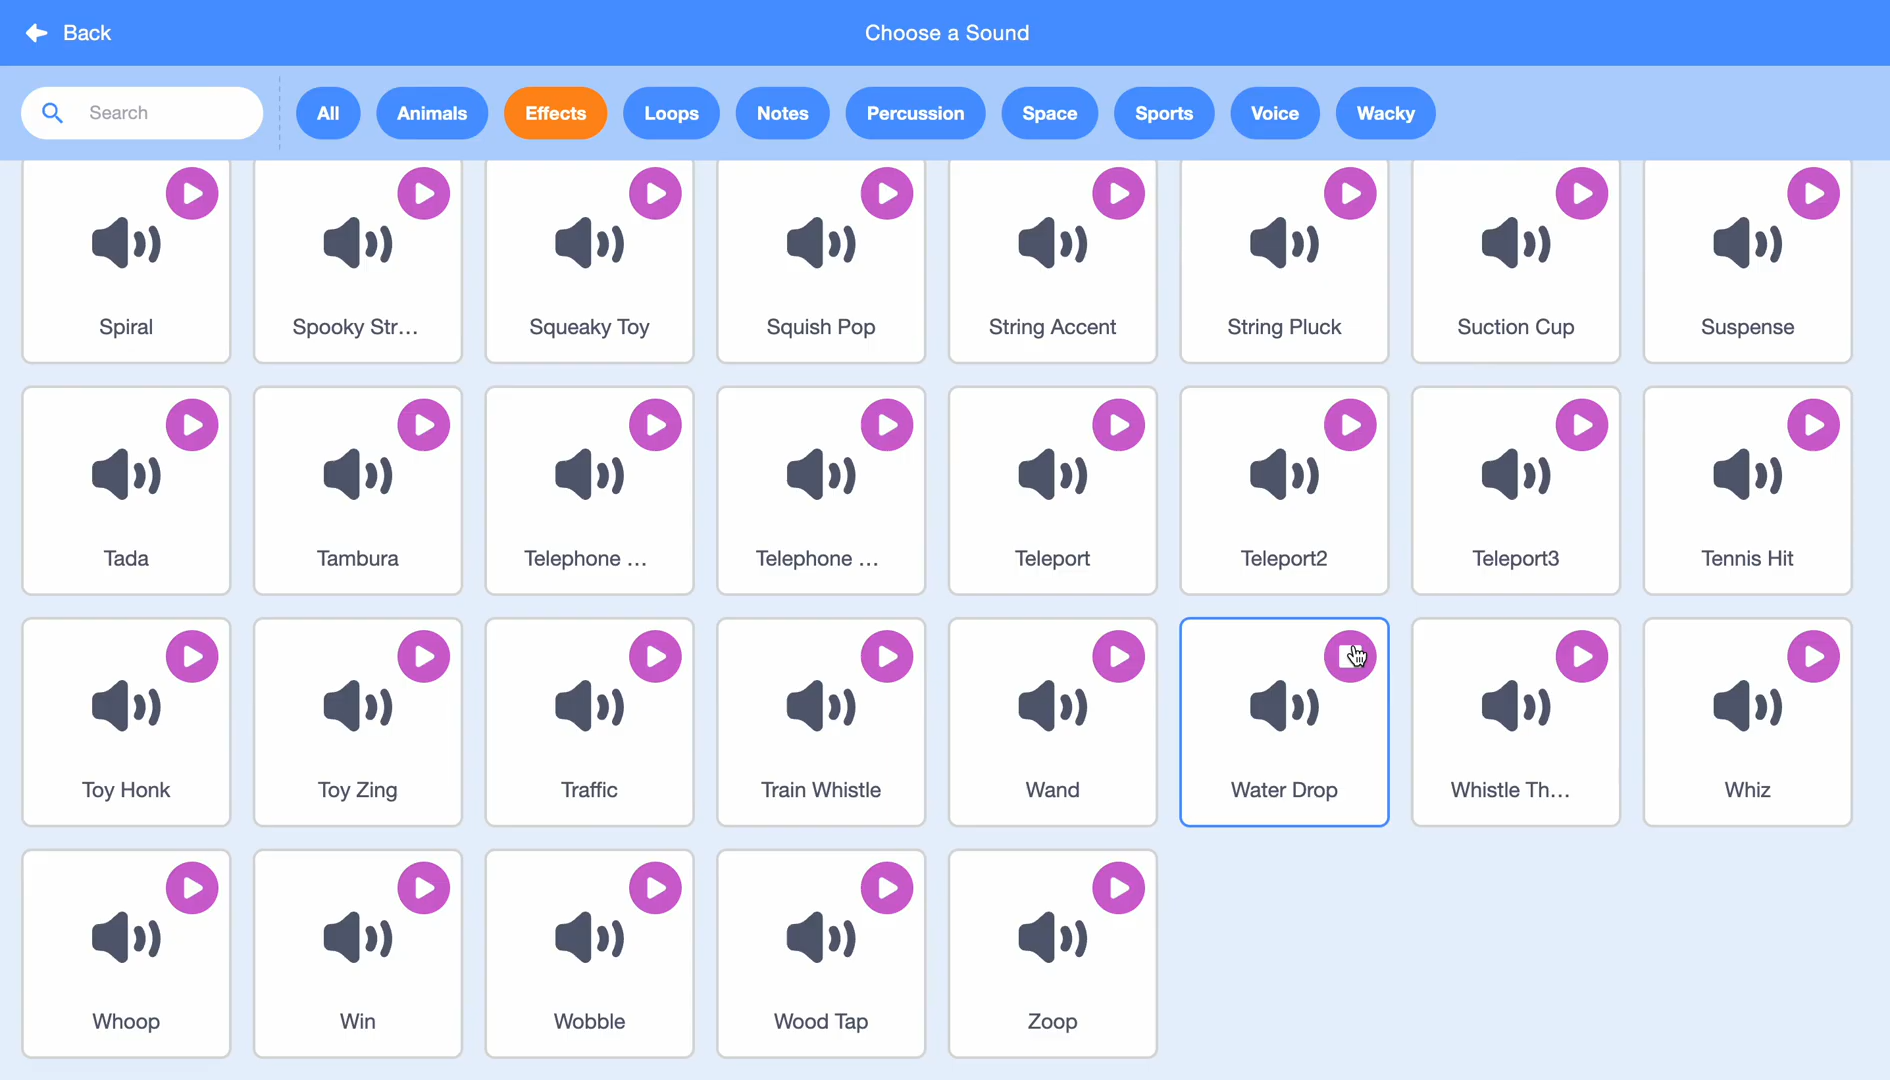 Back
Choose a Sound
Search
All
Animals
Effects
Loops
Notes
Percussion
Space
Sports
Voice
Wacky
Spiral
Spooky Str...
Squeaky Toy
Squish Pop
String Accent
String Pluck
Suction Cup
Suspense
Tada
Tambura
Telephone ...
Telephone ...
Teleport
Teleport2
Teleport3
Tennis Hit
Toy Honk
Toy Zing
Traffic
Train Whistle
Wand
Water Drop
Whistle Th...
Whiz
Whoop
Win
Wobble
Wood Tap
Zoop